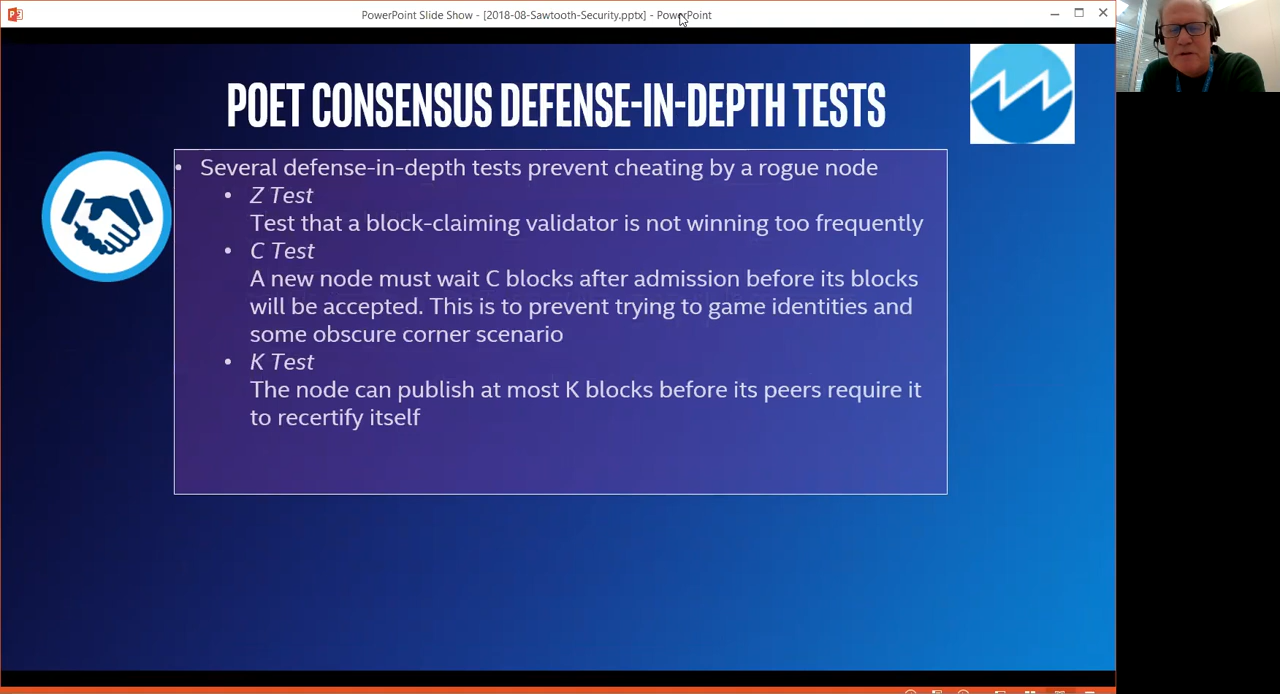 PowerPoint Slide Show - [2018-08-Sawtooth-Security.pptx] - PowerPoint
POET CONSENSUS DEFENSE-IN-DEPTH TESTS
• Several defense-in-depth tests prevent cheating by a rogue node
• Z Test
Test that a block-claiming validator is not winning too frequently
• C Test
A new node must wait C blocks after admission before its blocks
will be accepted. This is to prevent trying to game identities and
some obscure corner scenario
• K Test
The node can publish at most K blocks before its peers require it
to recertify itself